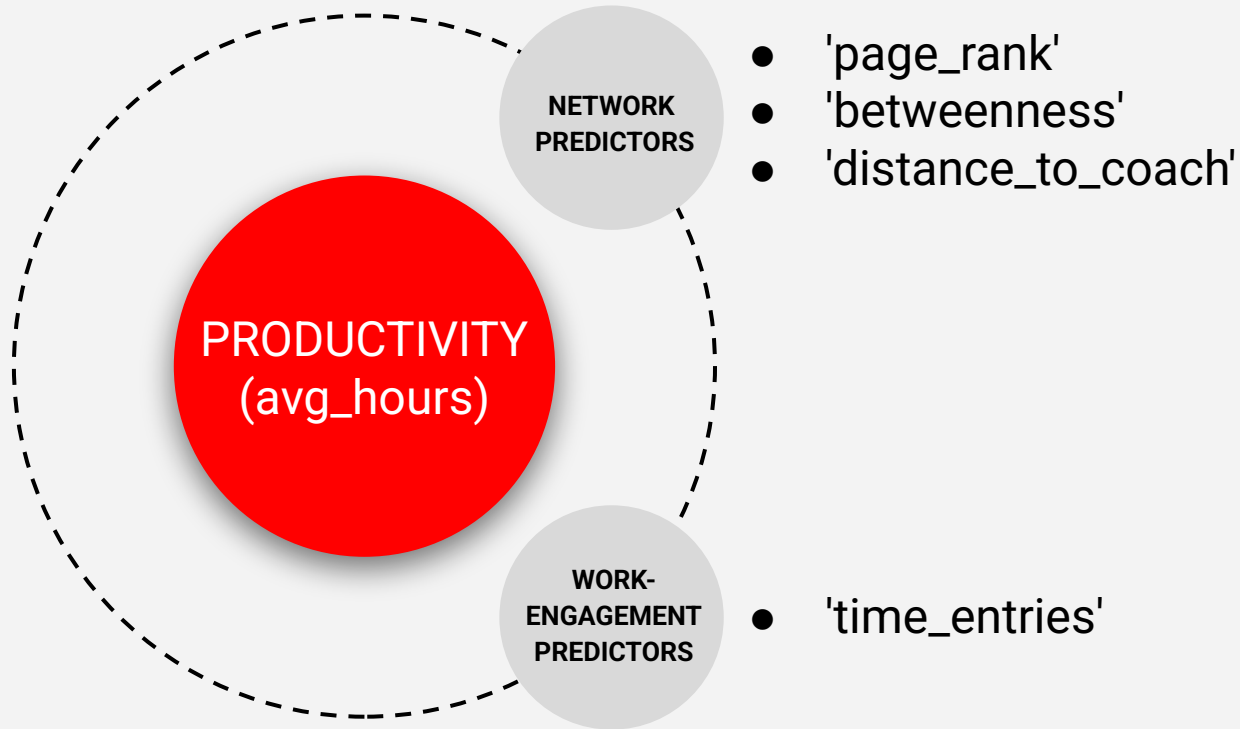 NETWORK
PREDICTORS
● 'page_rank'
● 'betweenness'
● 'distance_to_coach'
PRODUCTIVITY
(avg_hours)
WORK-
ENGAGEMENT
PREDICTORS
● 'time_entries'